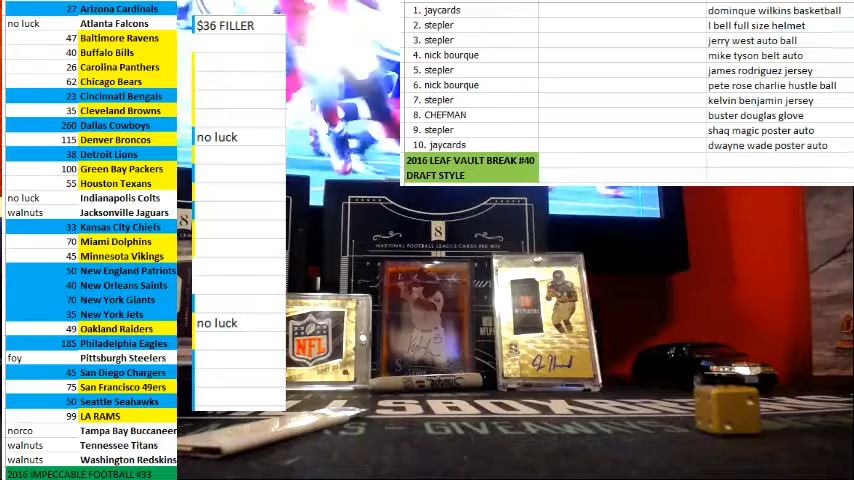 27 Arizona Cardinals
no luck Atlanta Falcons
47 Baltimore Ravens
40 Buffalo Bills
26 Carolina Panthers
62 Chicago Bears
23 Cincinnati Bengals
35 Cleveland Browns
260 Dallas Cowboys
115 Denver Broncos
38 Detroit Lions
100 Green Bay Packers
55 Houston Texans
no luck Indianapolis Colts
walnuts Jacksonville Jaguars
33 Kansas City Chiefs
70 Miami Dolphins
45 Minnesota Vikings
50 New England Patriots
40 New Orleans Saints
70 New York Giants
35 New York Jets
49 Oakland Raiders
185 Philadelphia Eagles
foy Pittsburgh Steelers
45 San Diego Chargers
75 San Francisco 49ers
50 Seattle Seahawks
99 LA RAMS
norco Tampa Bay Buccaneer
walnuts Tennessee Titans
walnuts Washington Redskins
2016 IMPECCABLE FOOTBALL #33
$36 FILLER
no luck
no luck
1. jaycards dominque wilkins basketball
2. stepler l bell full size helmet
3. stepler jerry west auto ball
4. nick bourque mike tyson belt auto
5. stepler james rodriguez jersey
6. nick bourque pete rose charlie hustle ball
7. stepler kelvin benjamin jersey
8. CHEFMAN buster douglas glove
9. stepler shaq magic poster auto
10. jaycards dwayne wade poster auto
2016 LEAF VAULT BREAK #40
DRAFT STYLE
8
8
NATIONAL FOOTBALL LEAGUE CARDS PER BOX
NFL